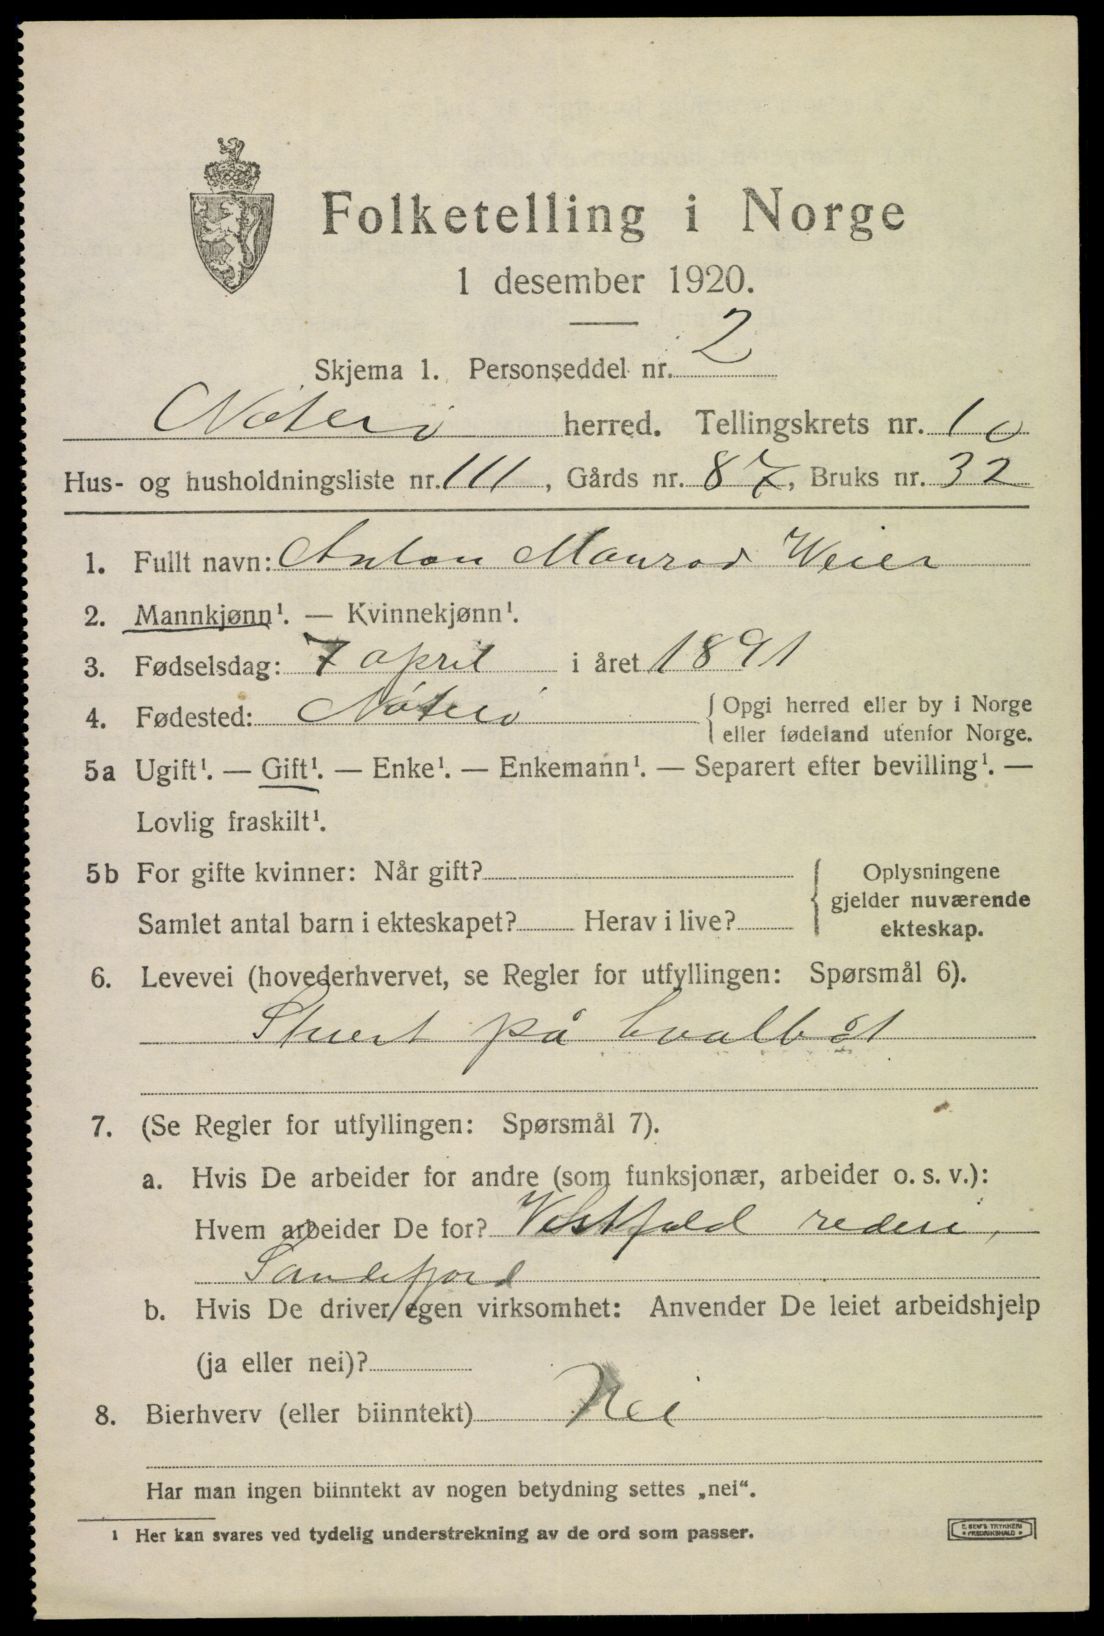 Folketelling i Norge
1 desember 1920.
Skjema 1. Personseddel nr. 2
Nøterø herred. Tellingskrets nr. 10
Hus- og husholdningsliste nr. 111, Gårds nr. 87, Bruks nr. 32
1. Fullt navn: Anton Monrad Weier
2. Mannkjønn¹. — Kvinnekjønn¹.
3. Fødselsdag: 7 april i året 1891
4. Fødested: Nøterø { Opgi herred eller by i Norge
eller fødeland utenfor Norge.
5a Ugift¹. — Gift¹. — Enke¹. — Enkemann¹. — Separert efter bevilling¹. —
Lovlig fraskilt¹.
5b For gifte kvinner: Når gift? { Oplysningene
gjelder nuværende
Samlet antal barn i ekteskapet? Herav i live? ekteskap.
6. Levevei (hovederhvervet, se Regler for utfyllingen: Spørsmål 6).
Stuert på hvalbåt
7. (Se Regler for utfyllingen: Spørsmål 7).
a. Hvis De arbeider for andre (som funksjonær, arbeider o. s. v.):
Hvem arbeider De for? Vestfold rederi,
Sandefjord
b. Hvis De driver egen virksomhet: Anvender De leiet arbeidshjelp
(ja eller nei)?
8. Bierhverv (eller biinntekt) Nei
Har man ingen biinntekt av nogen betydning settes „nei“.
¹ Her kan svares ved tydelig understrekning av de ord som passer.
E. SEM'S TRYKKERI
FREDRIKSHALD